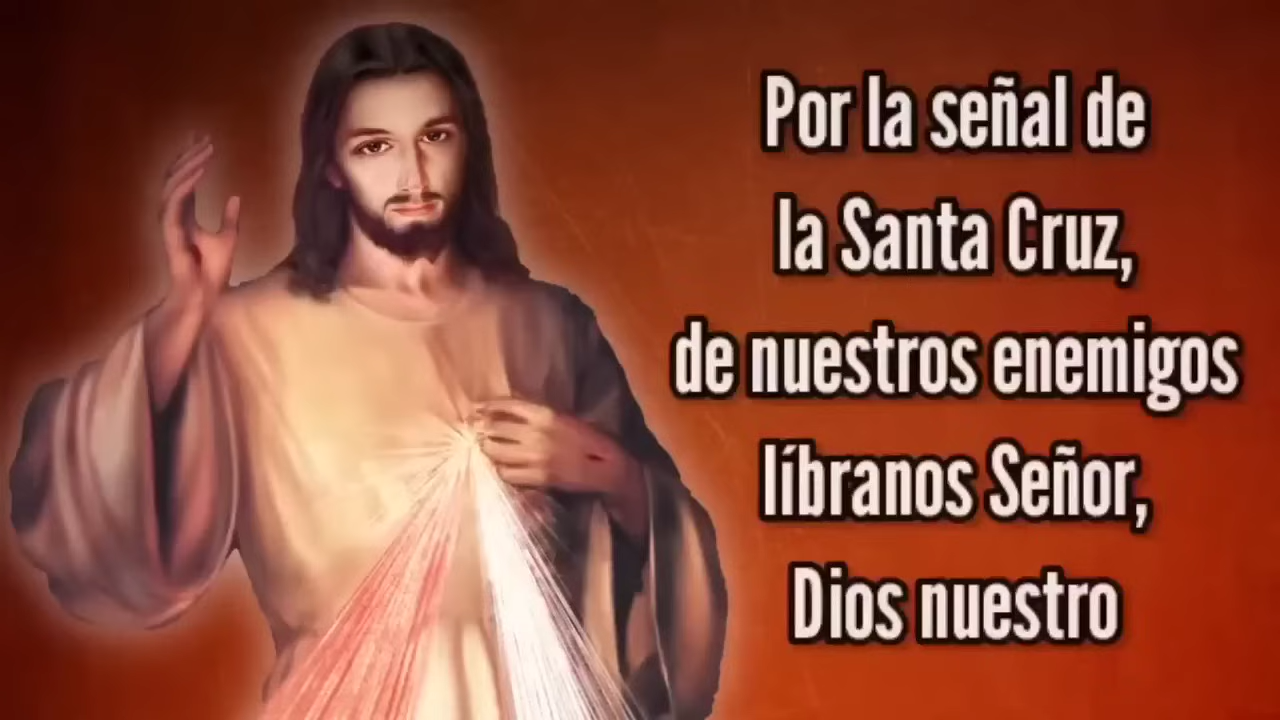 Por la señal de
la Santa Cruz,
de nuestros enemigos
líbranos Señor,
Dios nuestro